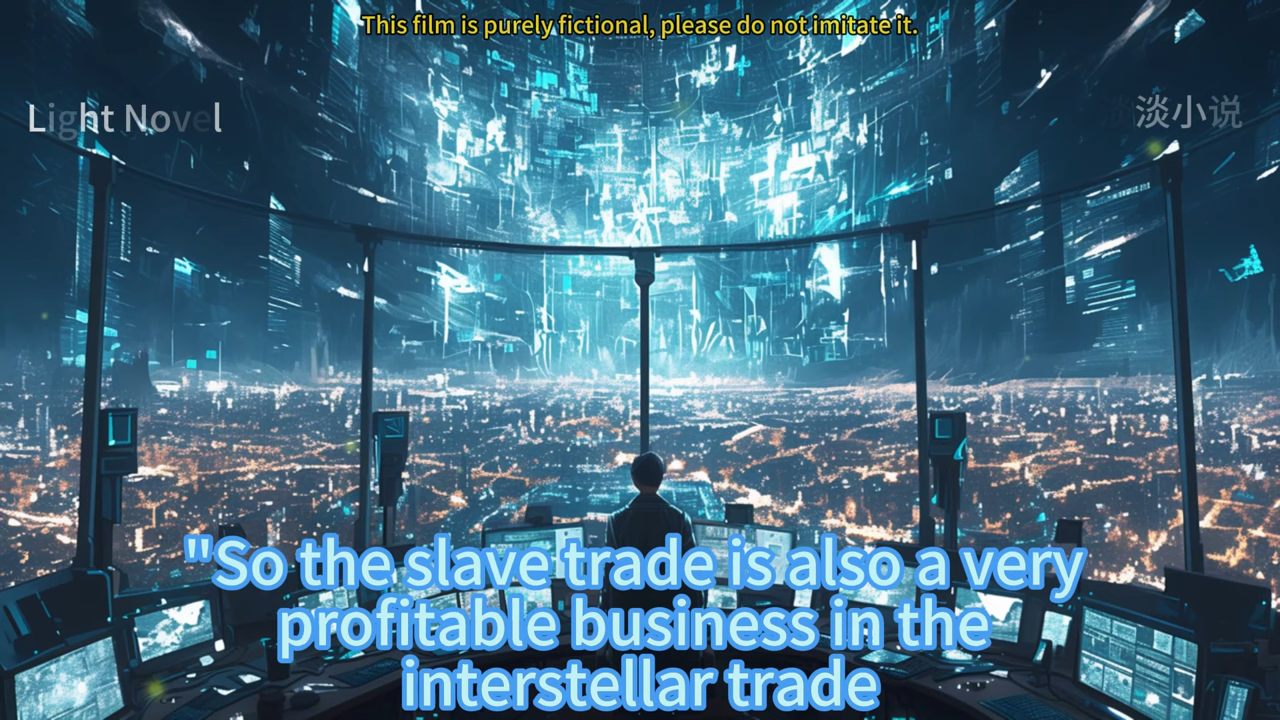 This film is purely fictional, please do not imitate it.
Light Novel
淡小说
"So the slave trade is also a very
profitable business in the
interstellar trade